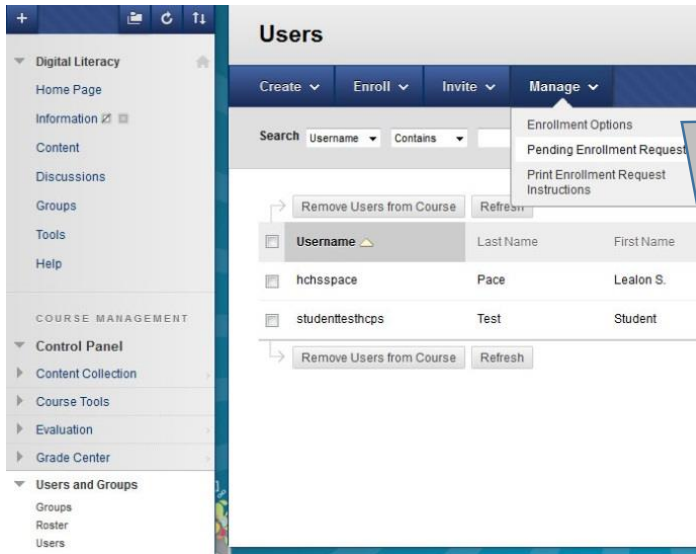 Digital Literacy
Home Page
Information
Content
Discussions
Groups
Tools
Help
COURSE MANAGEMENT
Control Panel
Content Collection
Course Tools
Evaluation
Grade Center
Users and Groups
Groups
Roster
Users
Users
Create Enroll Invite Manage
Enrollment Options
Pending Enrollment Request
Print Enrollment Request
Instructions
Search Username Contains
Remove Users from Course Refresh
Username Last Name First Name
hchsspace Pace Lealon S.
studenttesthcps Test Student
Remove Users from Course Refresh